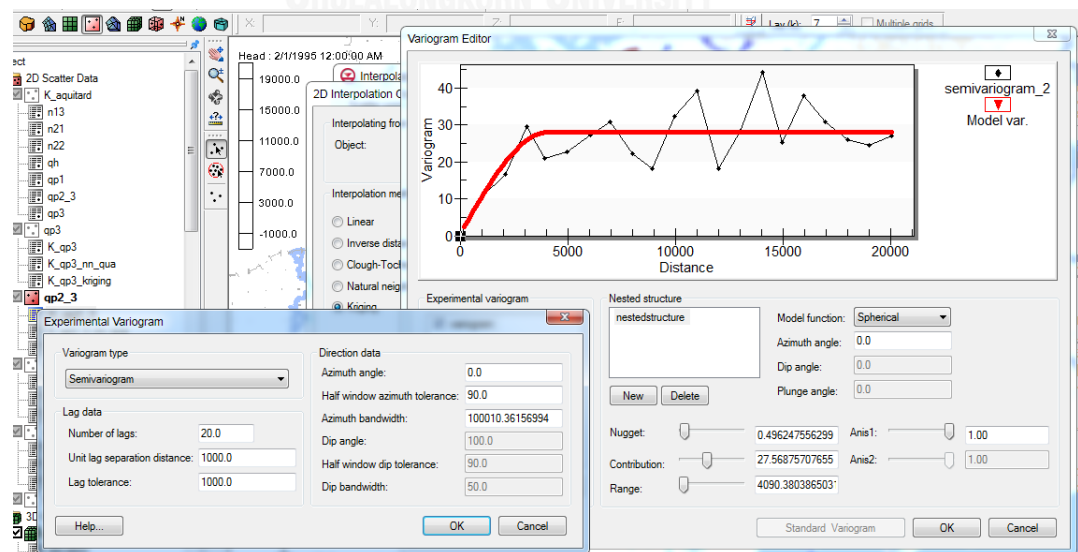 CHULALONGKORN UNIVERSITY
X: Y: Z: F: Lay (k): 7 Multiple grids
Variogram Editor
Head : 2/1/1995 12:00:00 AM
19000.0
15000.0
11000.0
7000.0
3000.0
-1000.0
ect
2D Scatter Data
K_aquitard
n13
n21
n22
qh
qp1
qp2_3
qp3
qp3
K_qp3
K_qp3_nn_qua
K_qp3_kriging
qp2_3
3D
Interpola
2D Interpolation O
Interpolating fro
Object:
Interpolation me
Linear
Inverse dista
Clough-Toch
Natural neig
Kriging
Variogram
40
30
20
10
0
0 5000 10000 15000 20000
Distance
semivariogram_2
Model var.
Experimental variogram
Nested structure
nestedstructure
New Delete
Model function: Spherical
Azimuth angle: 0.0
Dip angle: 0.0
Plunge angle: 0.0
Nugget: 0.496247556299 Anis1: 1.00
Contribution: 27.56875707655 Anis2: 1.00
Range: 4090.380386503
Standard Variogram OK Cancel
Experimental Variogram
Variogram type
Semivariogram
Lag data
Number of lags: 20.0
Unit lag separation distance: 1000.0
Lag tolerance: 1000.0
Direction data
Azimuth angle: 0.0
Half window azimuth tolerance: 90.0
Azimuth bandwidth: 100010.36156994
Dip angle: 100.0
Half window dip tolerance: 90.0
Dip bandwidth: 50.0
Help... OK Cancel